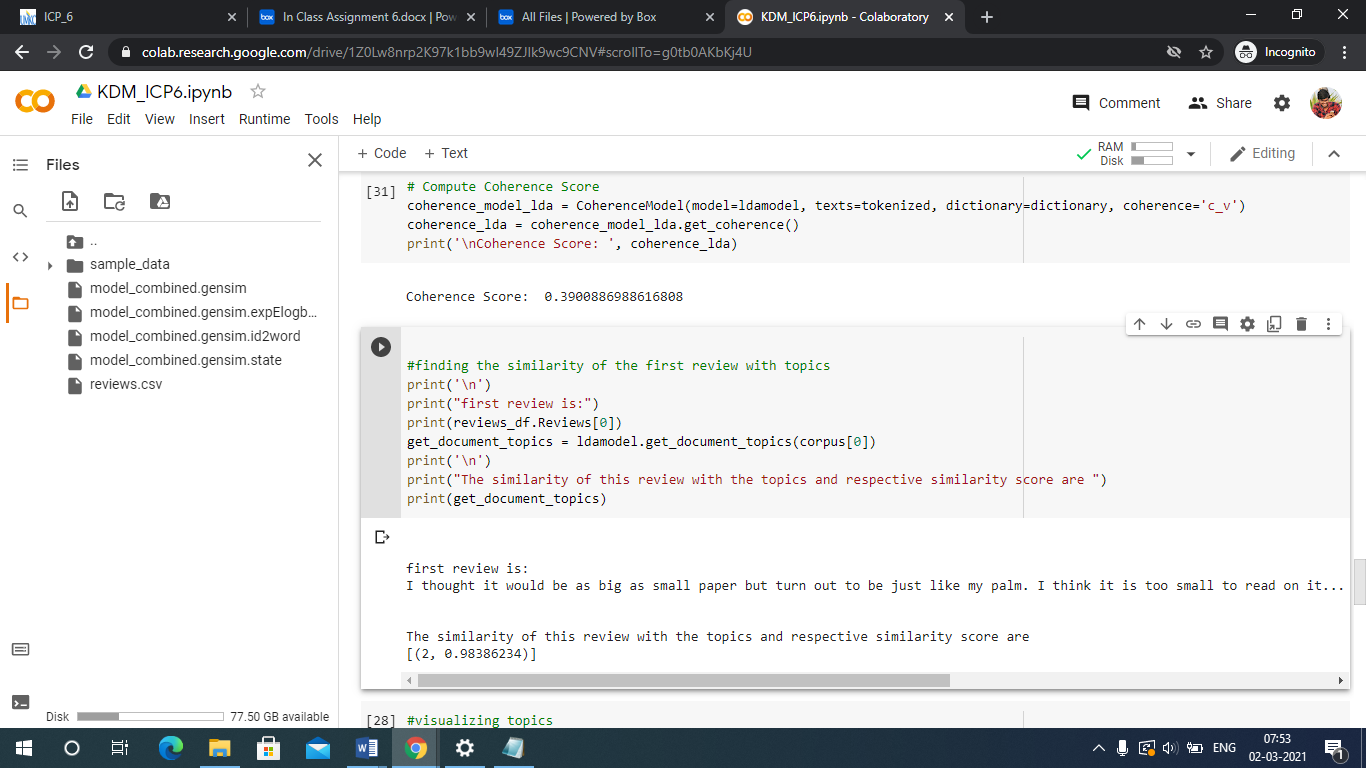 ICP_6
In Class Assignment 6.docx | Pow
All Files | Powered by Box
KDM_ICP6.ipynb - Colaboratory
colab.research.google.com/drive/1Z0Lw8nrp2K97k1bb9wI49ZJIk9wc9CNV#scrollTo=g0tb0AKbKj4U
Incognito
KDM_ICP6.ipynb
File Edit View Insert Runtime Tools Help
Comment
Share
Files
+ Code + Text
RAM
Disk
Editing
..
sample_data
model_combined.gensim
model_combined.gensim.expElogb...
model_combined.gensim.id2word
model_combined.gensim.state
reviews.csv
Disk
77.50 GB available
[31] # Compute Coherence Score
coherence_model_lda = CoherenceModel(model=ldamodel, texts=tokenized, dictionary=dictionary, coherence='c_v')
coherence_lda = coherence_model_lda.get_coherence()
print('\nCoherence Score: ', coherence_lda)
Coherence Score:  0.3900886988616808
#finding the similarity of the first review with topics
print('\n')
print("first review is:")
print(reviews_df.Reviews[0])
get_document_topics = ldamodel.get_document_topics(corpus[0])
print('\n')
print("The similarity of this review with the topics and respective similarity score are ")
print(get_document_topics)
first review is:
I thought it would be as big as small paper but turn out to be just like my palm. I think it is too small to read on it...
The similarity of this review with the topics and respective similarity score are
[(2, 0.98386234)]
[28] #visualizing topics
box
box
ENG
07:53
02-03-2021
1